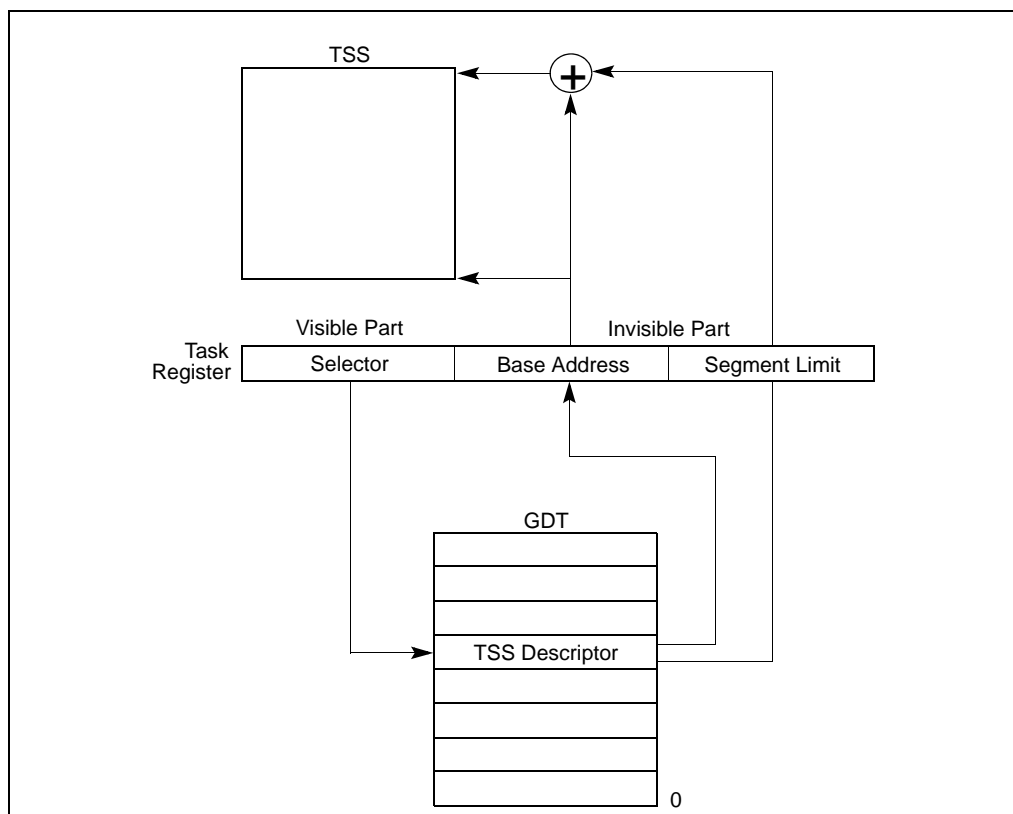 TSS
+
Visible Part
Invisible Part
Task
Register
Selector
Base Address
Segment Limit
GDT
TSS Descriptor
0